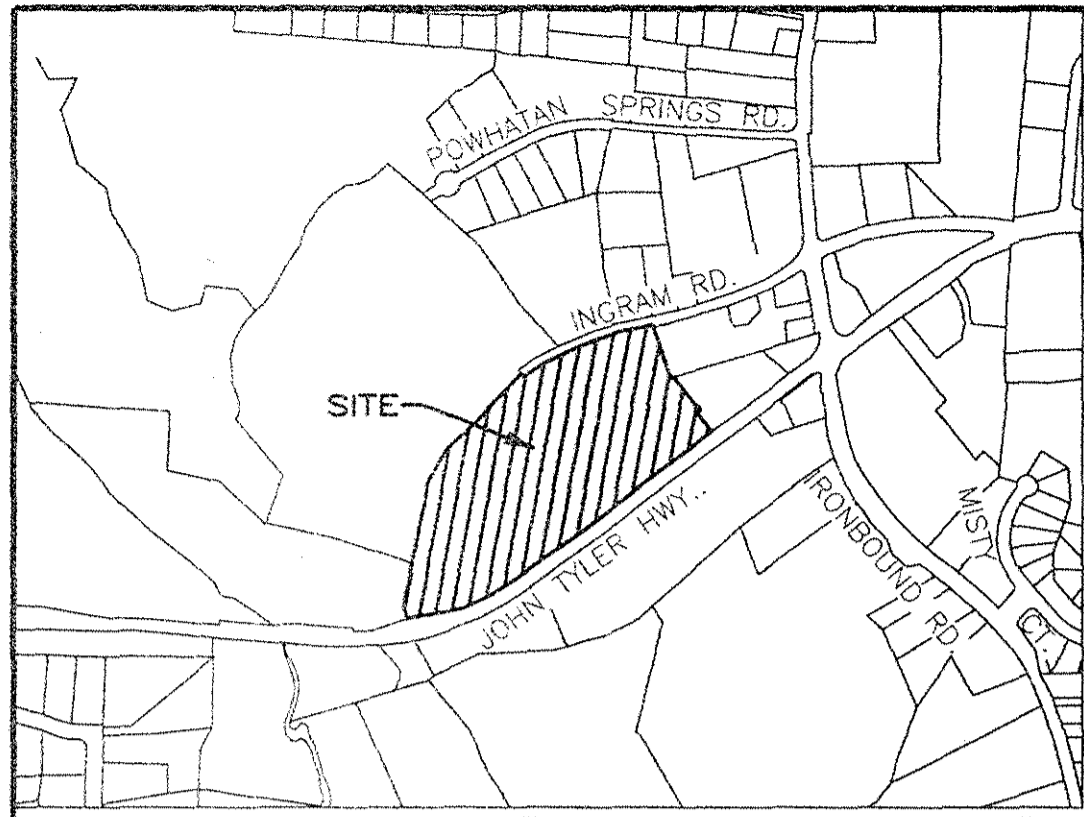 POWHATAN SPRINGS RD.
INGRAM RD.
SITE
JOHN TYLER HWY..
IRONBOUND RD.
MISTY CT.